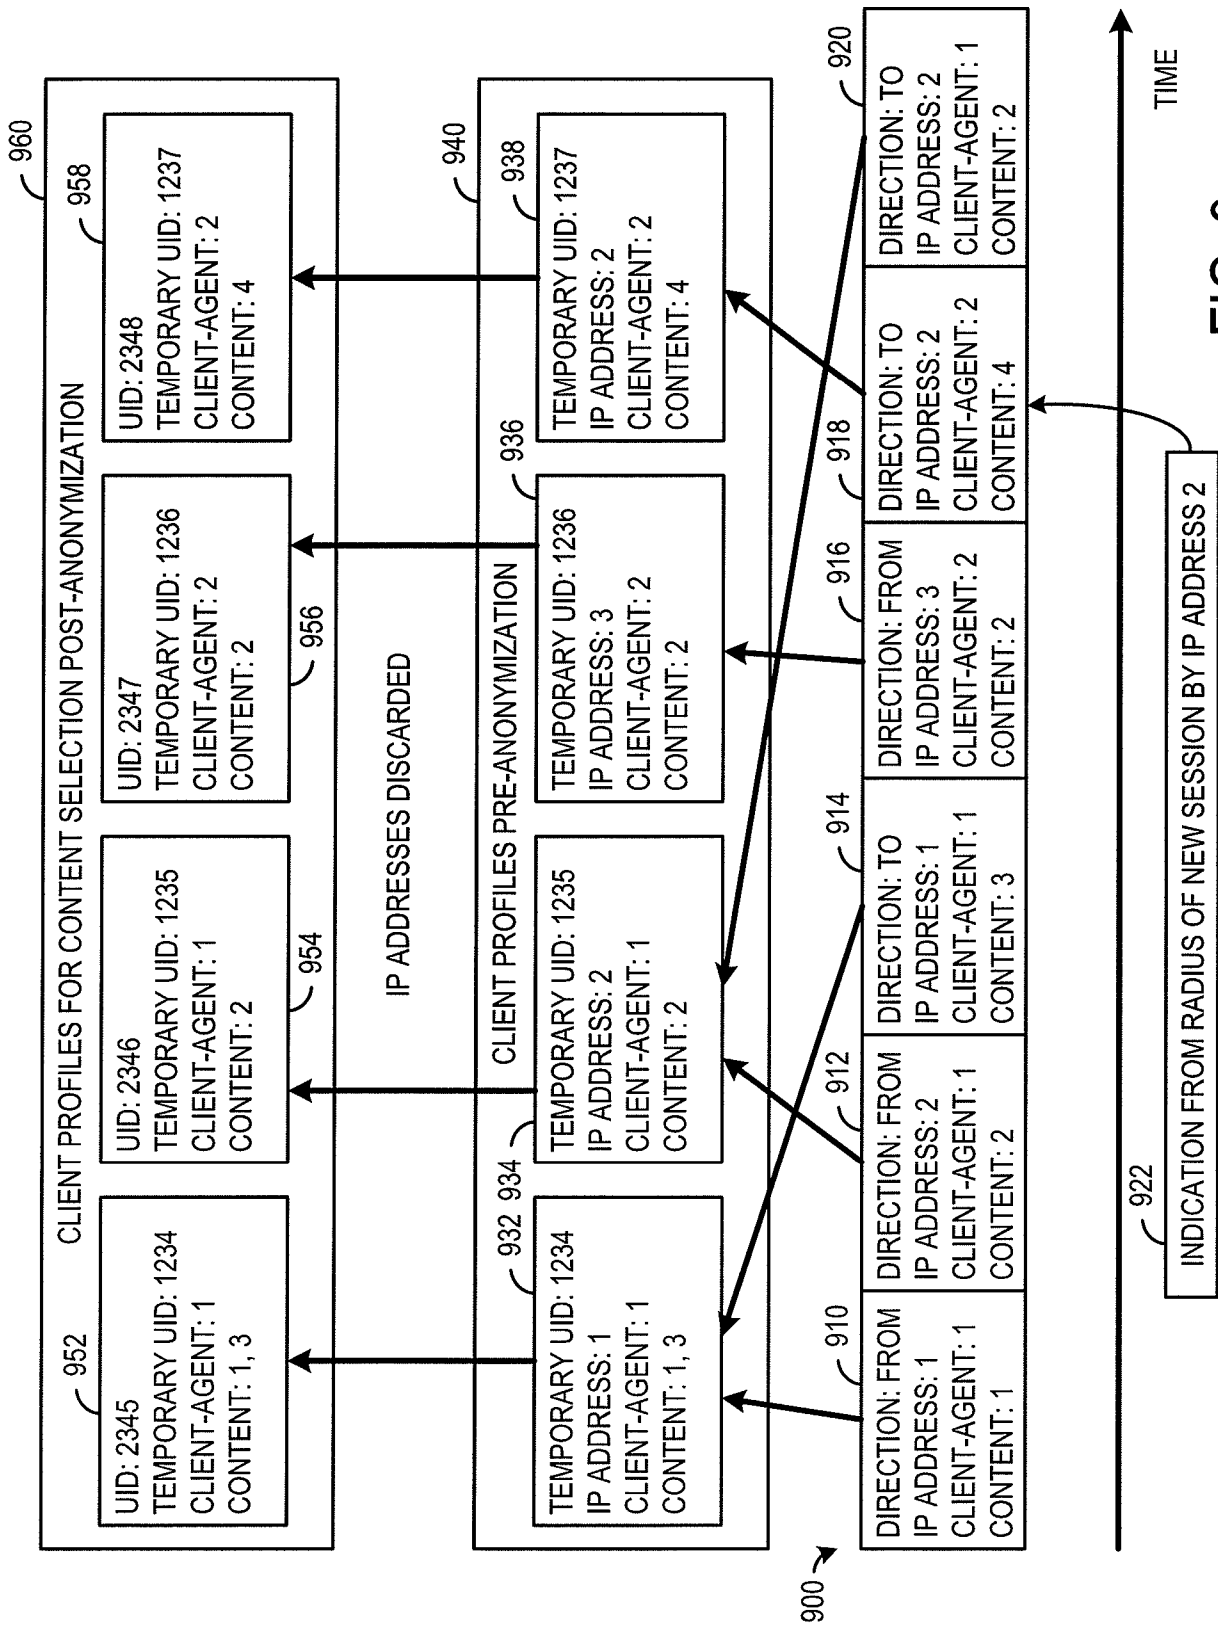 960
CLIENT PROFILES FOR CONTENT SELECTION POST-ANONYMIZATION
952
UID: 2345
TEMPORARY UID: 1234
CLIENT-AGENT: 1
CONTENT: 1, 3
UID: 2346
TEMPORARY UID: 1235
CLIENT-AGENT: 1
CONTENT: 2
954
UID: 2347
TEMPORARY UID: 1236
CLIENT-AGENT: 2
CONTENT: 2
956
958
UID: 2348
TEMPORARY UID: 1237
CLIENT-AGENT: 2
CONTENT: 4
IP ADDRESSES DISCARDED
940
CLIENT PROFILES PRE-ANONYMIZATION
932
TEMPORARY UID: 1234
IP ADDRESS: 1
CLIENT-AGENT: 1
CONTENT: 1, 3
934
TEMPORARY UID: 1235
IP ADDRESS: 2
CLIENT-AGENT: 1
CONTENT: 2
936
TEMPORARY UID: 1236
IP ADDRESS: 3
CLIENT-AGENT: 2
CONTENT: 2
938
TEMPORARY UID: 1237
IP ADDRESS: 2
CLIENT-AGENT: 2
CONTENT: 4
900
910
DIRECTION: FROM
IP ADDRESS: 1
CLIENT-AGENT: 1
CONTENT: 1
912
DIRECTION: FROM
IP ADDRESS: 2
CLIENT-AGENT: 1
CONTENT: 2
914
DIRECTION: TO
IP ADDRESS: 1
CLIENT-AGENT: 1
CONTENT: 3
916
DIRECTION: FROM
IP ADDRESS: 3
CLIENT-AGENT: 2
CONTENT: 2
918
DIRECTION: TO
IP ADDRESS: 2
CLIENT-AGENT: 2
CONTENT: 4
920
DIRECTION: TO
IP ADDRESS: 2
CLIENT-AGENT: 1
CONTENT: 2
TIME
922
INDICATION FROM RADIUS OF NEW SESSION BY IP ADDRESS 2